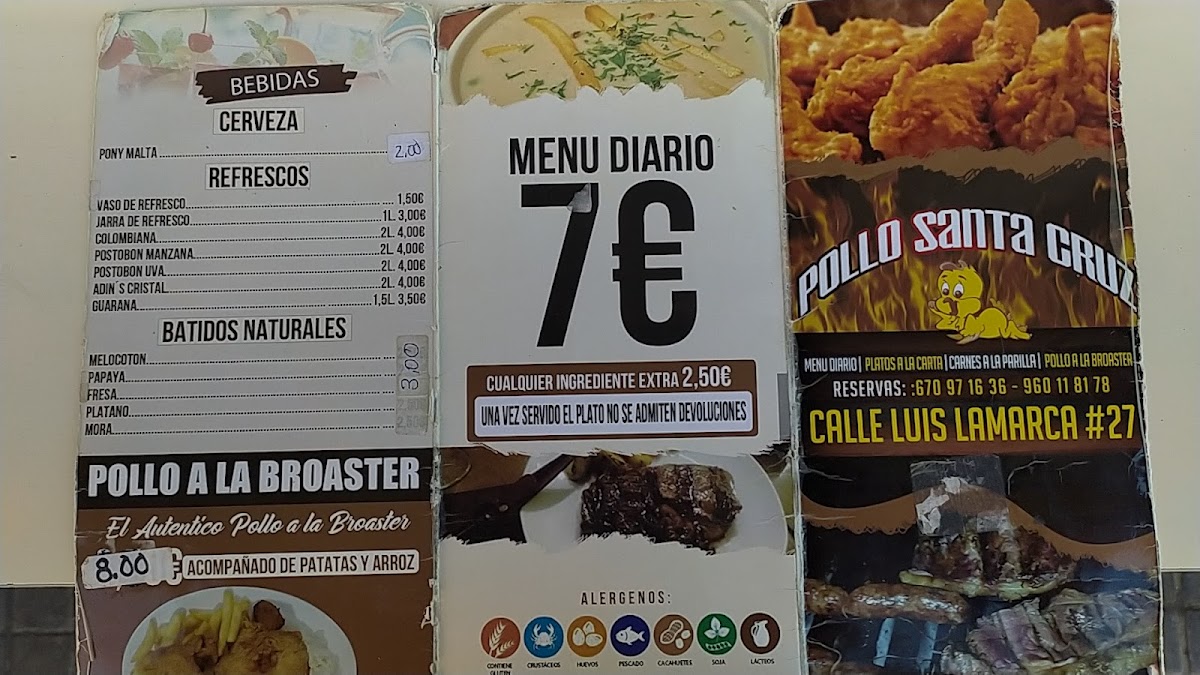 BEBIDAS
CERVEZA
PONY MALTA 2,00
REFRESCOS
VASO DE REFRESCO 1,50€
JARRA DE REFRESCO 1L. 3,00€
COLOMBIANA 2L. 4,00€
POSTOBON MANZANA 2L. 4,00€
POSTOBON UVA 2L. 4,00€
ADIN´S CRISTAL 2L. 4,00€
GUARANA 1,5L. 3,50€
BATIDOS NATURALES
MELOCOTON
PAPAYA
FRESA
PLATANO
MORA
3,00
POLLO A LA BROASTER
El Autentico Pollo a la Broaster
8.00 € ACOMPAÑADO DE PATATAS Y ARROZ
MENU DIARIO
7€
CUALQUIER INGREDIENTE EXTRA 2,50€
UNA VEZ SERVIDO EL PLATO NO SE ADMITEN DEVOLUCIONES
ALERGENOS:
CONTIENE GLUTEN
CRUSTÁCEOS
HUEVOS
PESCADO
CACAHUETES
SOJA
LÁCTEOS
POLLO SANTA CRUZ
MENU DIARIO| PLATOS A LA CARTA |CARNES A LA PARILLA| POLLO A LA BROASTER
RESERVAS: :670 97 16 36 - 960 11 81 78
CALLE LUIS LAMARCA #27